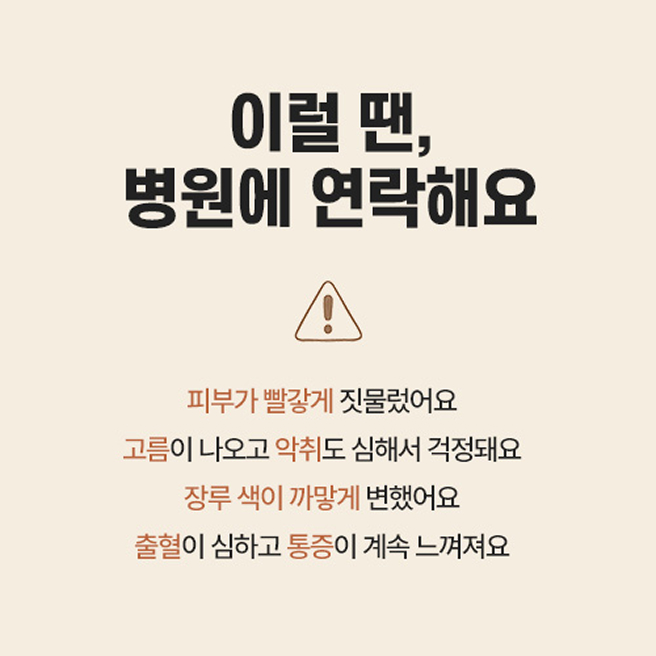 이럴 땐,
병원에 연락해요
피부가 빨갛게 짓물렀어요
고름이 나오고 악취도 심해서 걱정돼요
장루 색이 까맣게 변했어요
출혈이 심하고 통증이 계속 느껴져요